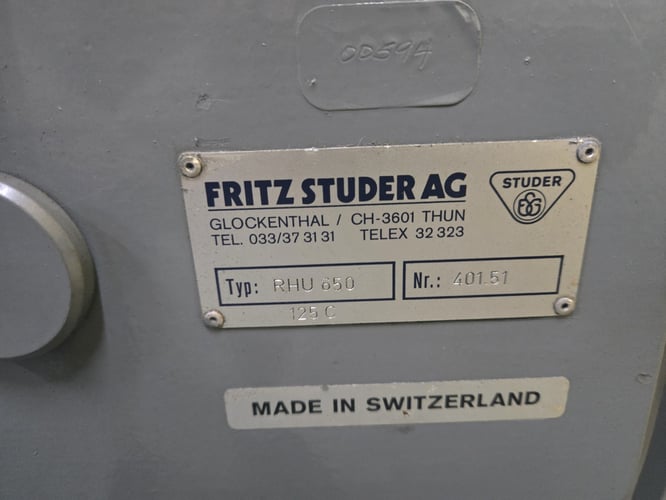 00594
FRITZ STUDER AG
GLOCKENTHAL / CH-3601 THUN
TEL. 033/37 31 31 TELEX 32 323
STUDER
Typ: RHU 650
Nr.: 401.51
125 C
MADE IN SWITZERLAND